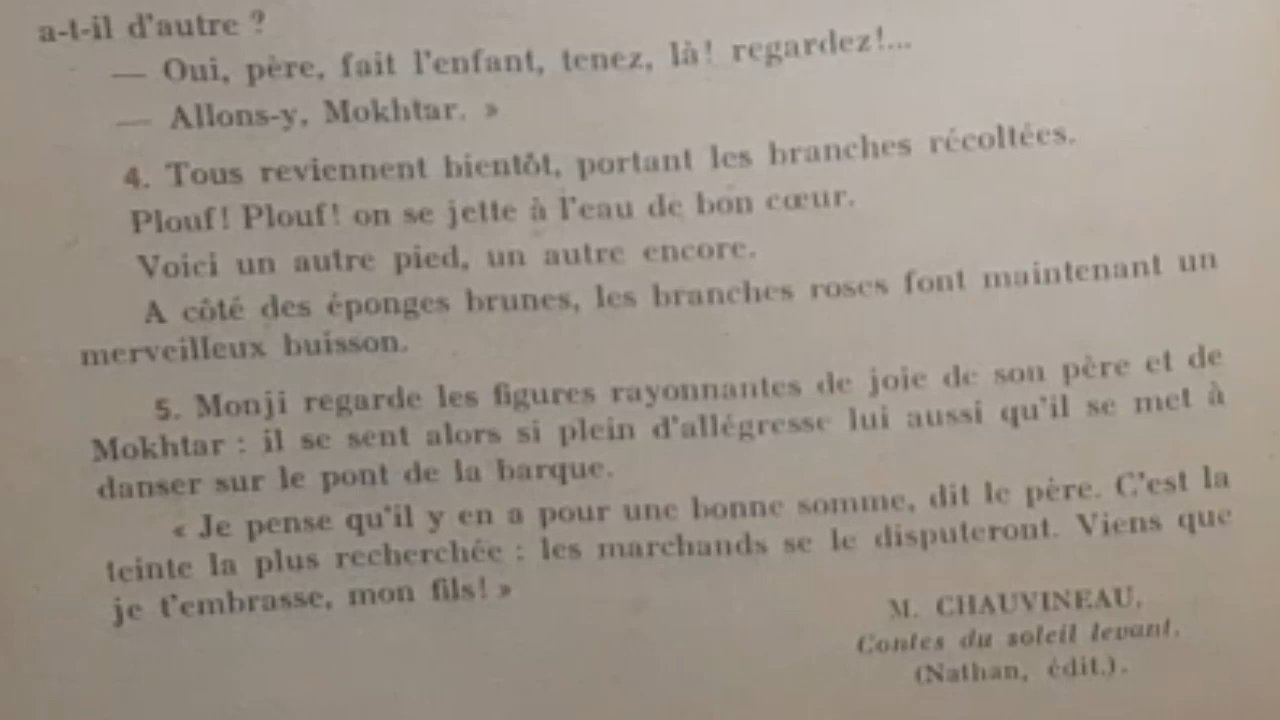 a-t-il d'autre ?
— Oui, père, fait l'enfant, tenez, là! regardez!...
— Allons-y, Mokhtar. »
4. Tous reviennent bientôt, portant les branches récoltées.
Plouf! Plouf! on se jette à l'eau de bon cœur.
Voici un autre pied, un autre encore.
A côté des éponges brunes, les branches roses font maintenant un
merveilleux buisson.
5. Monji regarde les figures rayonnantes de joie de son père et de
Mokhtar : il se sent alors si plein d'allégresse lui aussi qu'il se met à
danser sur le pont de la barque.
« Je pense qu'il y en a pour une bonne somme, dit le père. C'est la
teinte la plus recherchée : les marchands se le disputeront. Viens que
je t'embrasse, mon fils! »
M. CHAUVINEAU,
Contes du soleil levant,
(Nathan, édit.).